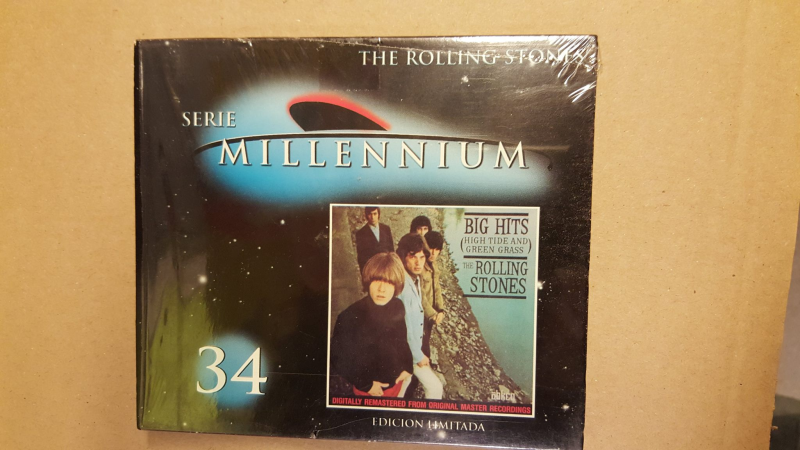 THE ROLLING STONES
SERIE
MILLENNIUM
BIG HITS
(HIGH TIDE AND
GREEN GRASS)
THE ROLLING
STONES
34
DIGITALLY REMASTERED FROM ORIGINAL MASTER RECORDINGS
EDICION LIMITADA